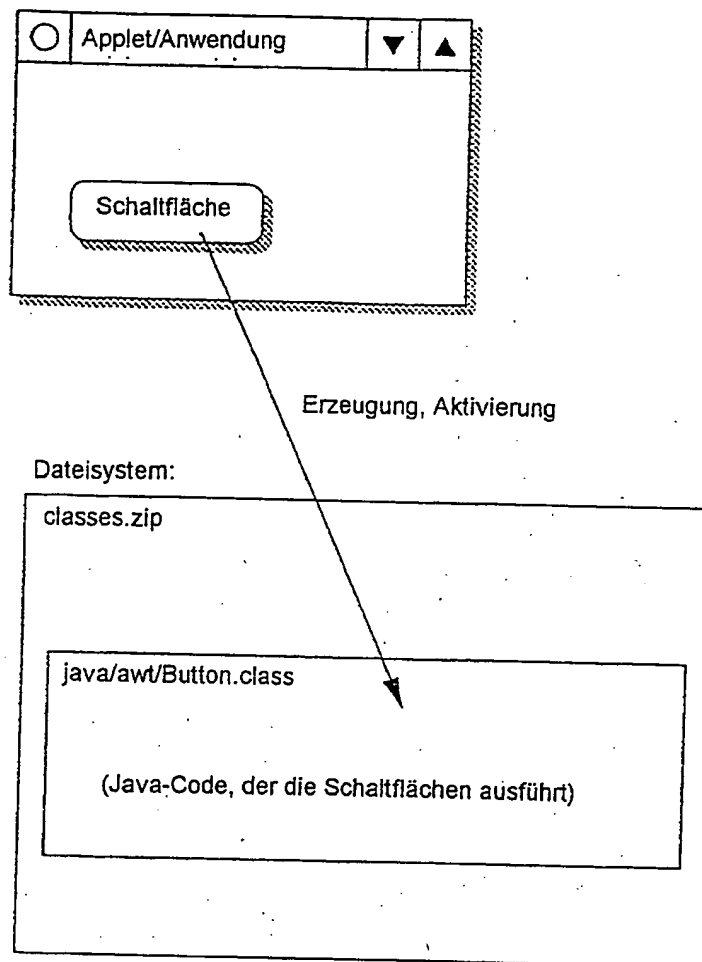 Applet/Anwendung
Schaltfläche
Erzeugung, Aktivierung
Dateisystem:
classes.zip
java/awt/Button.class
(Java-Code, der die Schaltflächen ausführt)